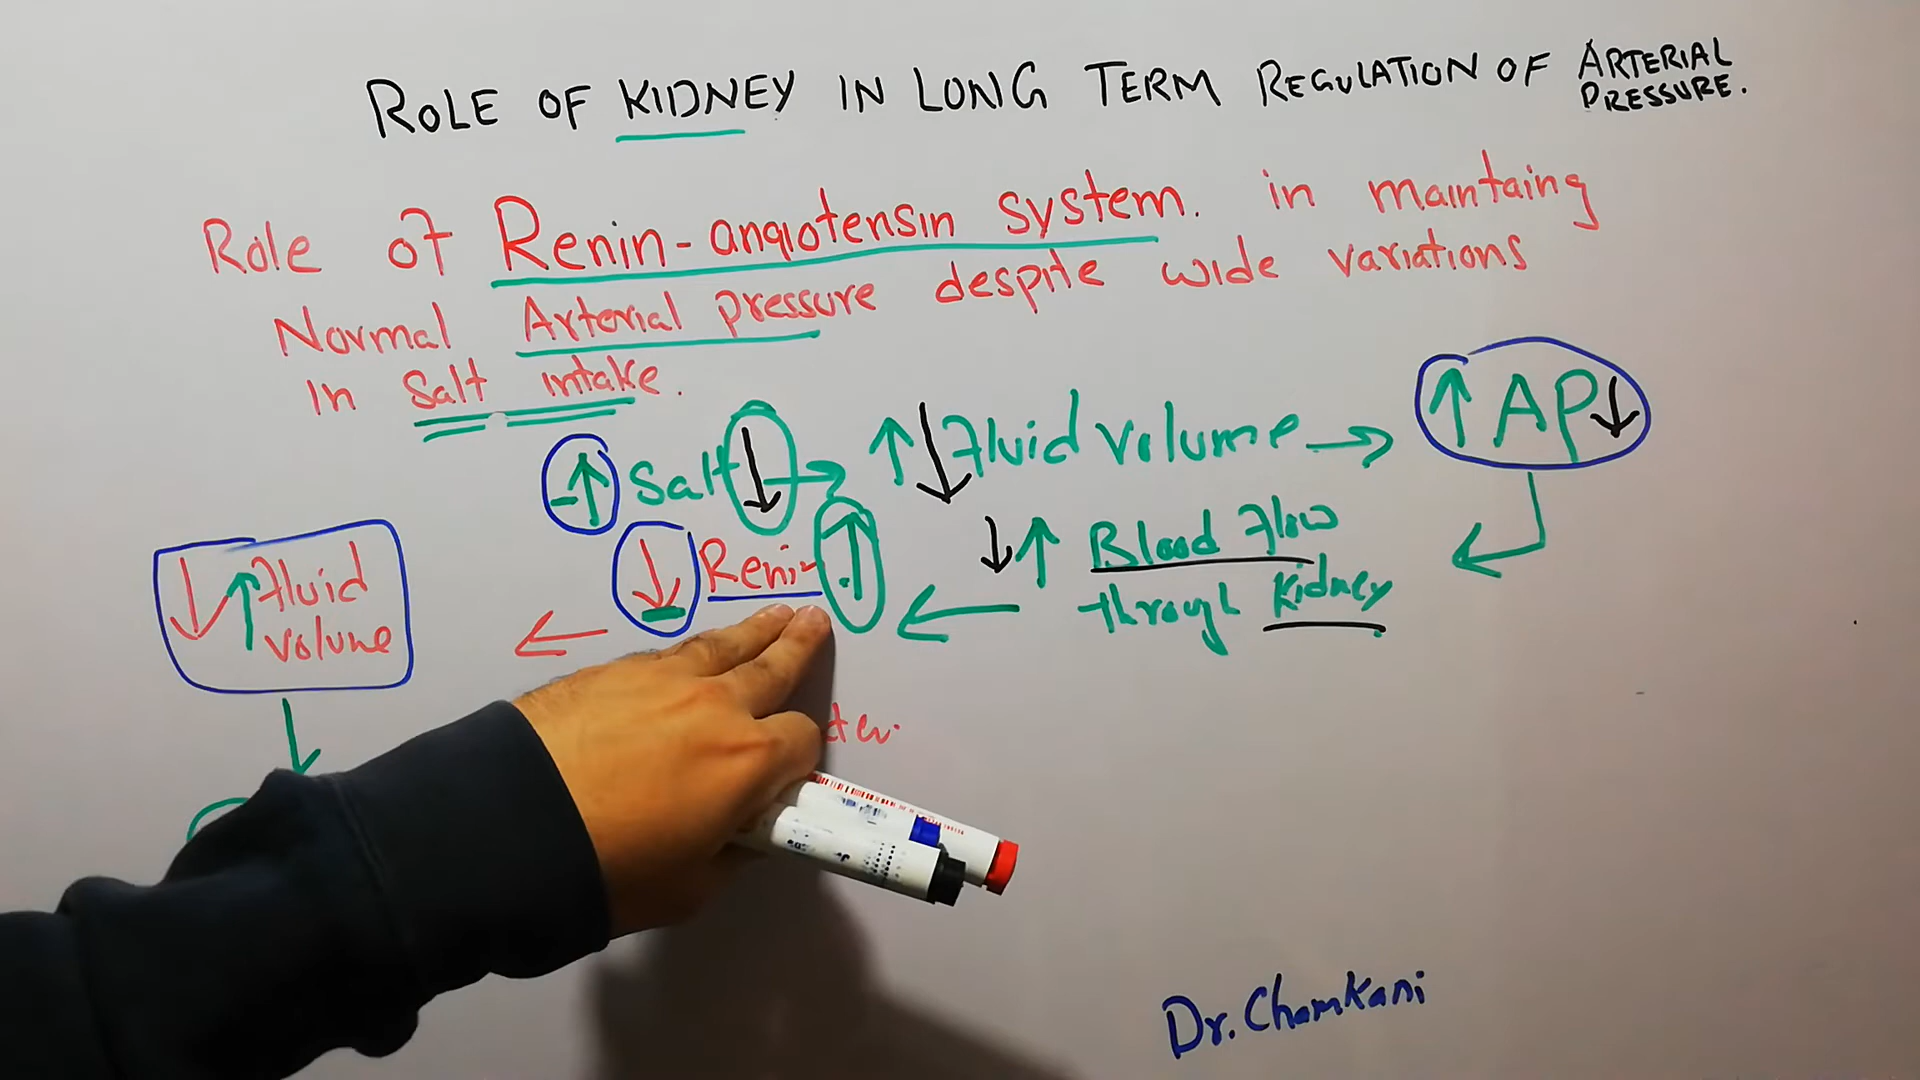 ROLE OF KIDNEY IN LONG TERM REGULATION OF ARTERIAL PRESSURE.
Role of Renin-angiotensin system. in maintaing
Normal Arterial pressure despite wide variations
In Salt intake.
↑ Salt ↓ → ↑↓ Fluid volume → ↑ AP ↓
↓ Renin ↑
↓↑ Blood Flow
through Kidney
↓↑ Fluid
volume
Dr. Chamkani